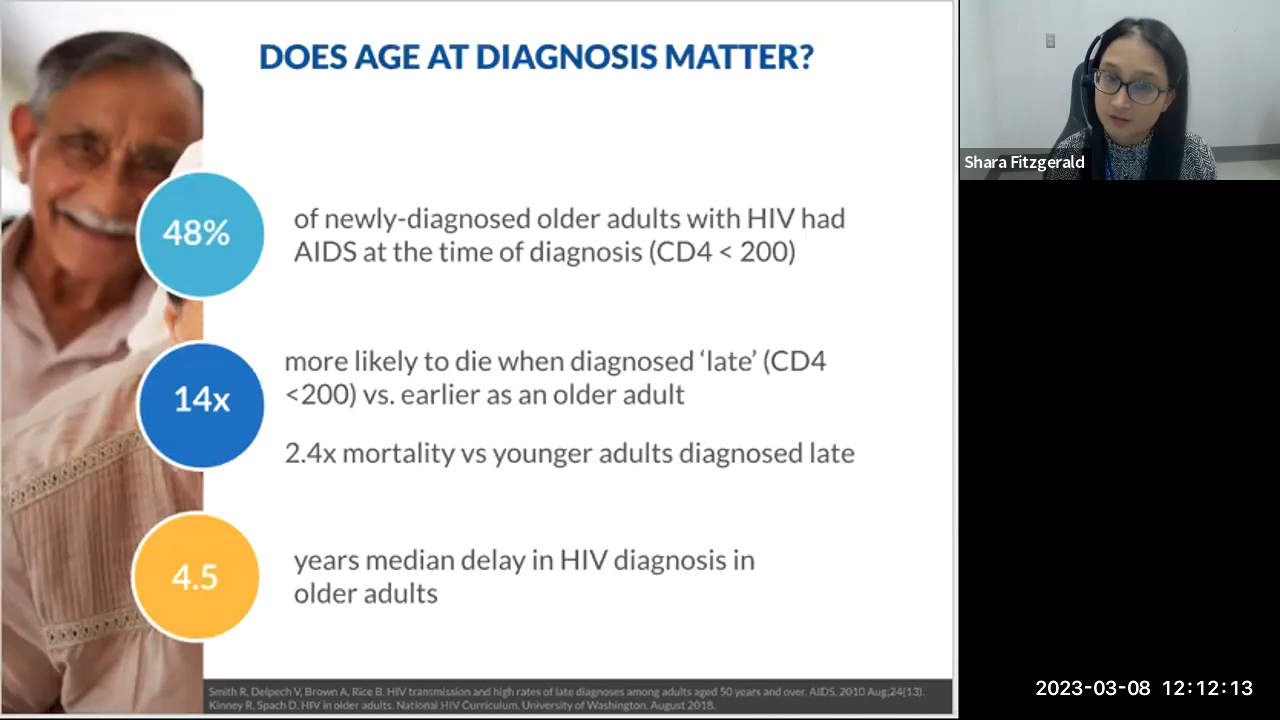 DOES AGE AT DIAGNOSIS MATTER?
48%
of newly-diagnosed older adults with HIV had
AIDS at the time of diagnosis (CD4 < 200)
14x
more likely to die when diagnosed ‘late’ (CD4
<200) vs. earlier as an older adult
2.4x mortality vs younger adults diagnosed late
4.5
years median delay in HIV diagnosis in
older adults
Smith R, Delpech V, Brown A, Rice B. HIV transmission and high rates of late diagnoses among adults aged 50 years and over. AIDS. 2010 Aug;24(13).
Kinney R, Spach D. HIV in older adults. National HIV Curriculum. University of Washington. August 2018.
Shara Fitzgerald
2023-03-08 12:12:13